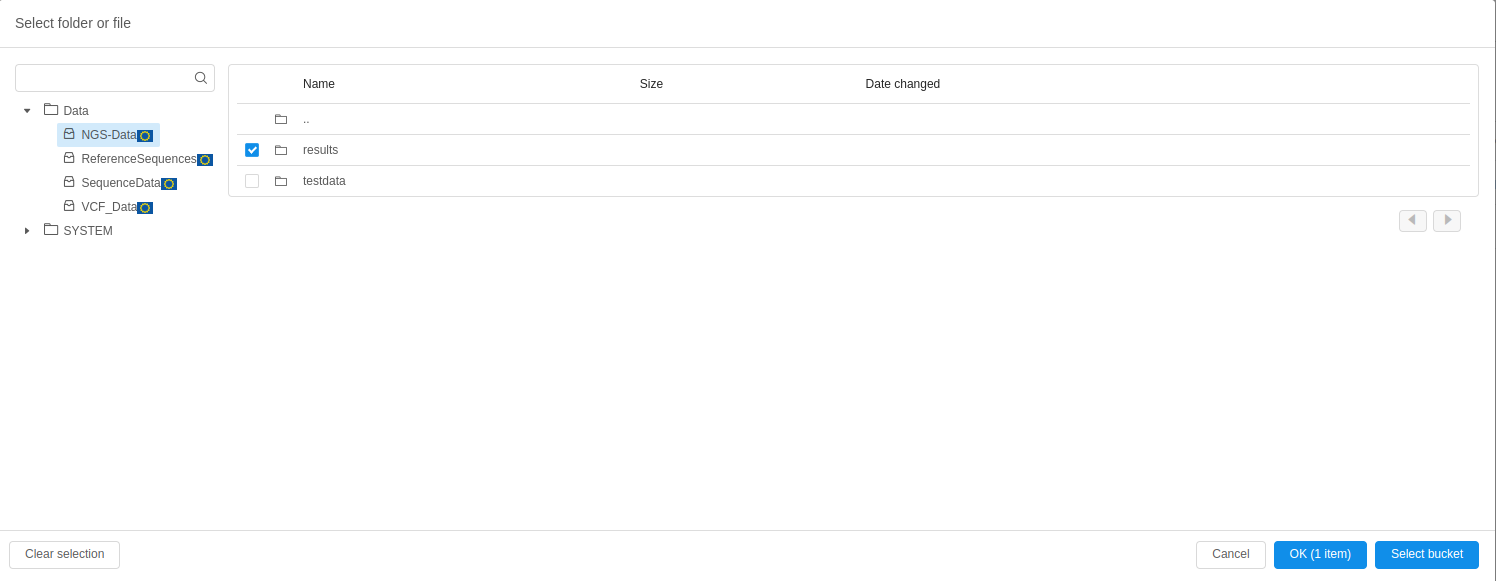 Select folder or file
Name Size Date changed
Data
NGS-Data
ReferenceSequences
SequenceData
VCF_Data
SYSTEM
..
results
testdata
Clear selection
Cancel
OK (1 item)
Select bucket